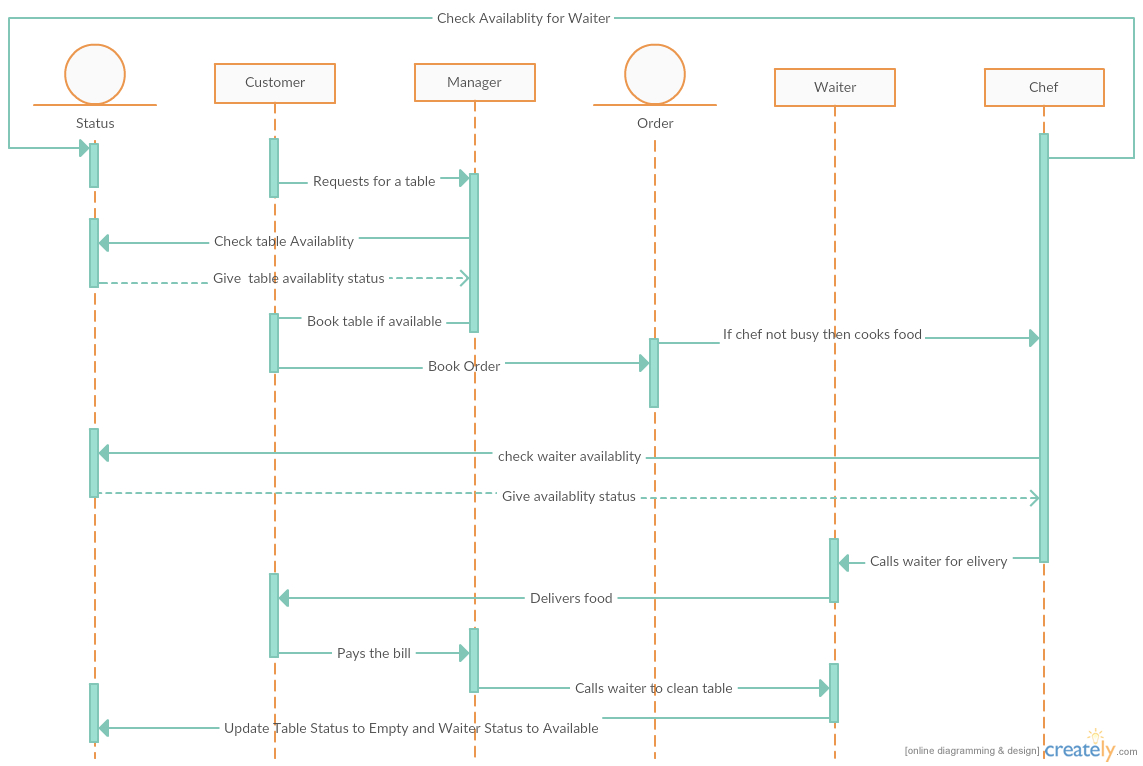 Check Availablity for Waiter
Customer
Manager
Waiter
Chef
Status
Order
Requests for a table
Check table Availablity
Give table availablity status
Book table if available
If chef not busy then cooks food
Book Order
check waiter availablity
Give availablity status
Calls waiter for elivery
Delivers food
Pays the bill
Calls waiter to clean table
Update Table Status to Empty and Waiter Status to Available
[online diagramming & design] creately.com